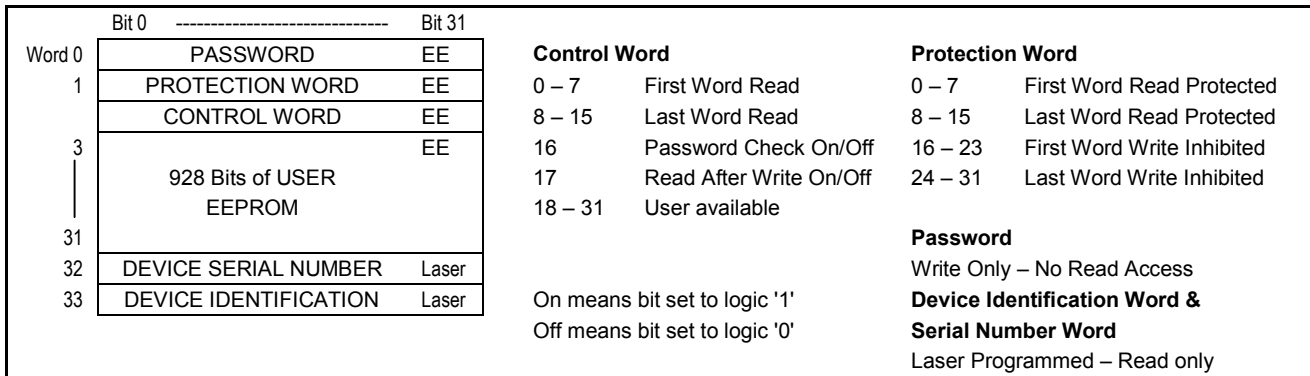 Bit 0 ------------------------------- Bit 31
Word 0 PASSWORD EE
1 PROTECTION WORD EE
CONTROL WORD EE
3 EE
928 Bits of USER
EEPROM
31
32 DEVICE SERIAL NUMBER Laser
33 DEVICE IDENTIFICATION Laser
Control Word
0 – 7 First Word Read
8 – 15 Last Word Read
16 Password Check On/Off
17 Read After Write On/Off
18 – 31 User available
On means bit set to logic '1'
Off means bit set to logic '0'
Protection Word
0 – 7 First Word Read Protected
8 – 15 Last Word Read Protected
16 – 23 First Word Write Inhibited
24 – 31 Last Word Write Inhibited
Password
Write Only – No Read Access
Device Identification Word &
Serial Number Word
Laser Programmed – Read only